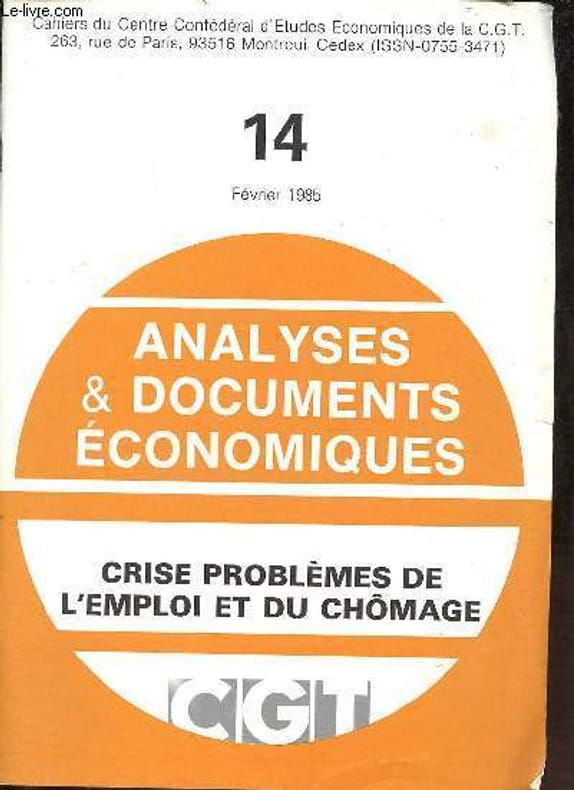 Le-livre.com
Cahiers du Centre Confédéral d'Etudes Economiques de la C.G.T.
263, rue de Paris, 93516 Montreuil Cedex (ISSN-0755-3471)
14
Février 1985
ANALYSES
& DOCUMENTS
ÉCONOMIQUES
CRISE PROBLÈMES DE
L'EMPLOI ET DU CHÔMAGE
CGT